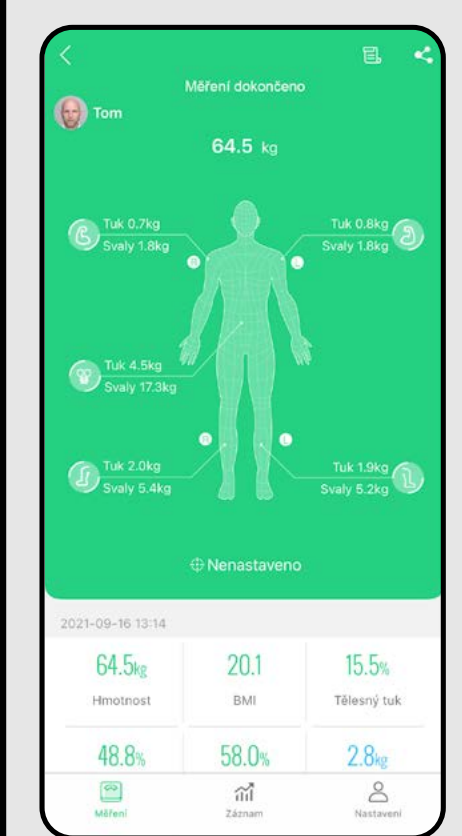 Měření dokončeno
Tom
64.5 kg
Tuk 0.7kg
Svaly 1.8kg
Tuk 0.8kg
Svaly 1.8kg
R
L
Tuk 4.5kg
Svaly 17.3kg
R
L
Tuk 2.0kg
Svaly 5.4kg
Tuk 1.9kg
Svaly 5.2kg
Nenastaveno
2021-09-16 13:14
64.5kg 20.1 15.5%
Hmotnost BMI Tělesný tuk
48.8% 58.0% 2.8kg
Měření Záznam Nastavení